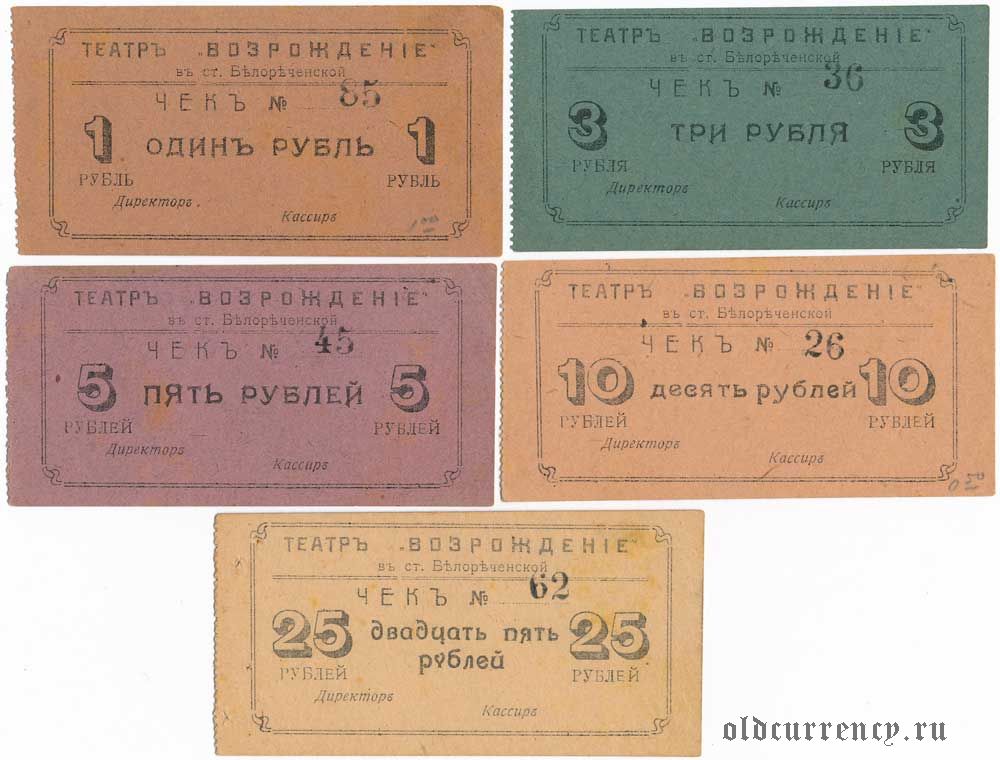 ТЕАТРЪ „ВОЗРОЖДЕНІЕ“
въ ст. Бѣлорѣченской
ЧЕКЪ № 85
1 ОДИНЪ РУБЛЬ 1
РУБЛЬ РУБЛЬ
Директоръ
Кассиръ
ТЕАТРЪ „ВОЗРОЖДЕНІЕ“
въ ст. Бѣлорѣченской
ЧЕКЪ № 36
3 ТРИ РУБЛЯ 3
РУБЛЯ РУБЛЯ
Директоръ
Кассиръ
ТЕАТРЪ „ВОЗРОЖДЕНІЕ“
въ ст. Бѣлорѣченской
ЧЕКЪ № 45
5 ПЯТЬ РУБЛЕЙ 5
РУБЛЕЙ РУБЛЕЙ
Директоръ
Кассиръ
ТЕАТРЪ „ВОЗРОЖДЕНІЕ“
въ ст. Бѣлорѣченской
ЧЕКЪ № 26
10 десять рублей 10
РУБЛЕЙ РУБЛЕЙ
Директоръ
Кассиръ
ТЕАТРЪ „ВОЗРОЖДЕНІЕ“
въ ст. Бѣлорѣченской
ЧЕКЪ № 62
25 двадцать пять 25
рублей
РУБЛЕЙ РУБЛЕЙ
Директоръ
Кассиръ
oldcurrency.ru